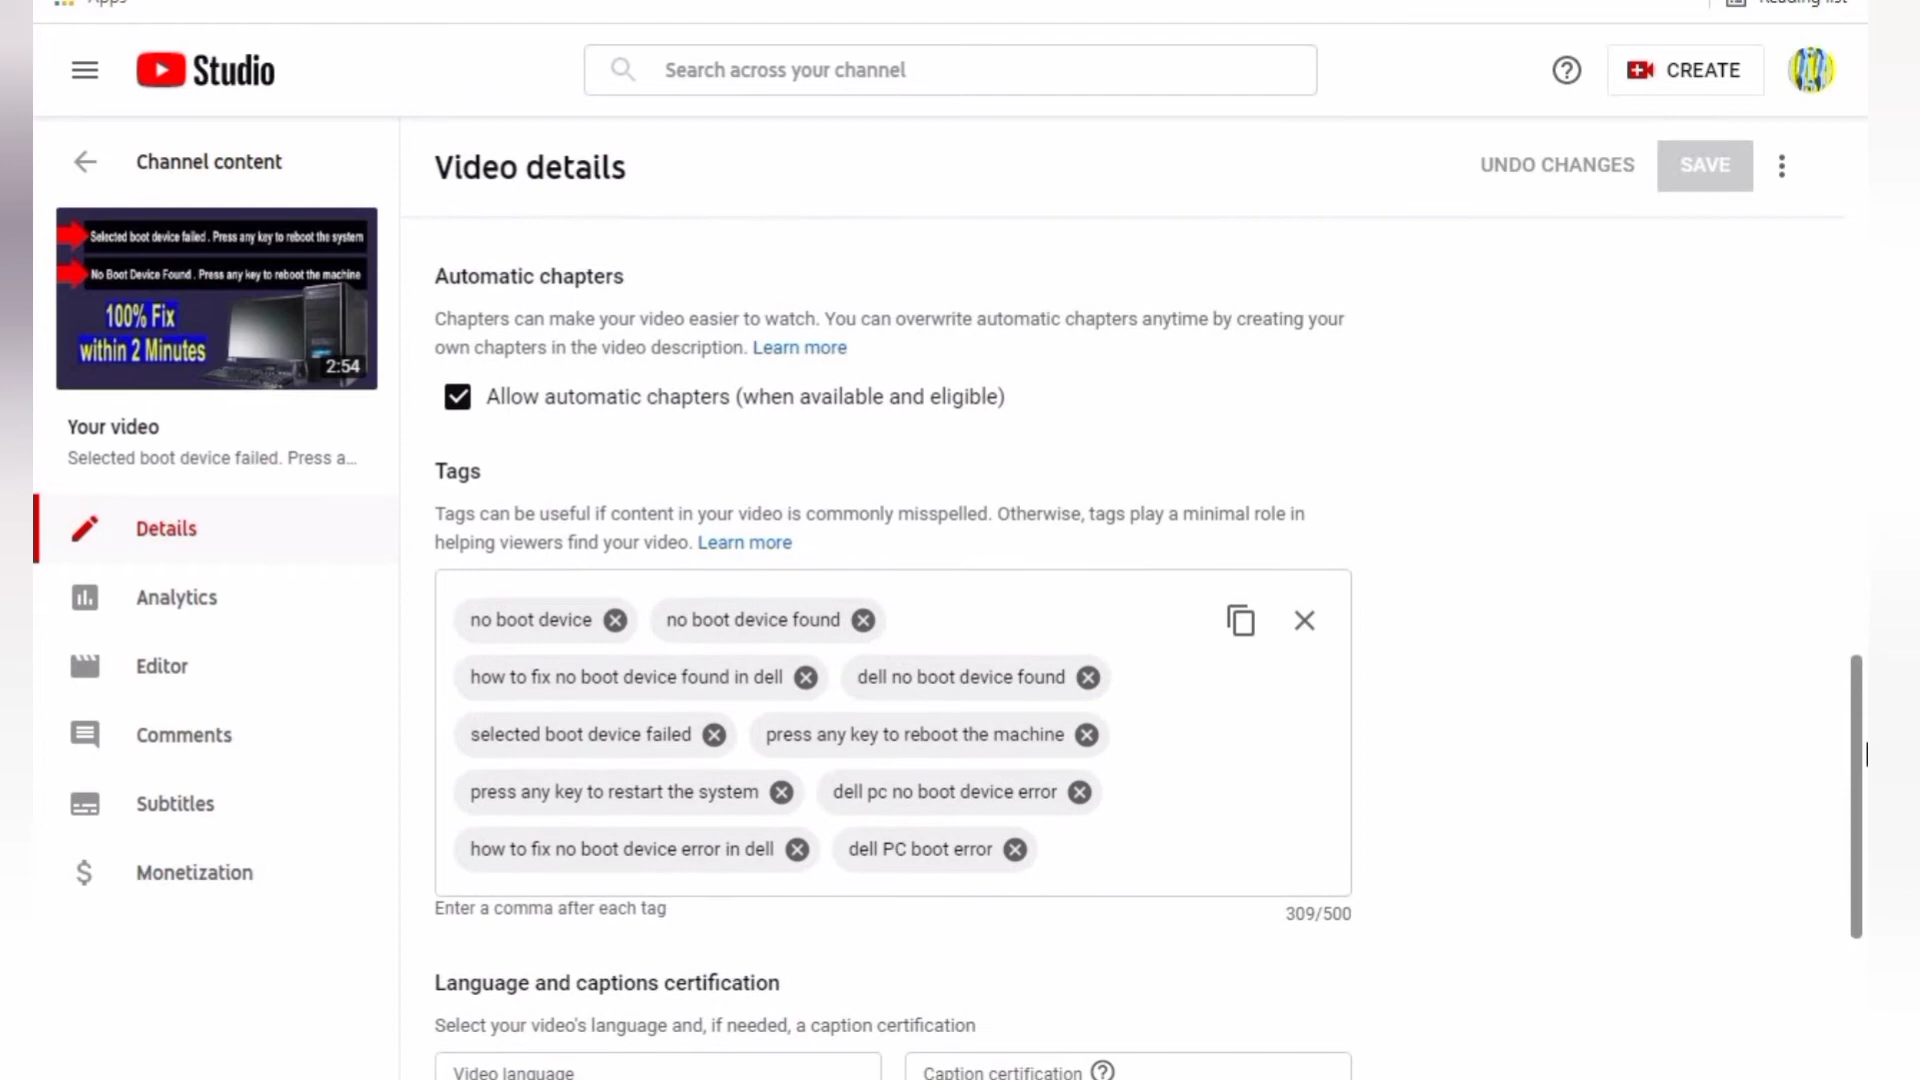 Apps
Reading list
Studio
Search across your channel
CREATE
Channel content
Video details
UNDO CHANGES
SAVE
Selected boot device failed . Press any key to reboot the system
No Boot Device Found . Press any key to reboot the machine
100% Fix
within 2 Minutes
2:54
Your video
Selected boot device failed. Press a...
Details
Analytics
Editor
Comments
Subtitles
Monetization
Automatic chapters
Chapters can make your video easier to watch. You can overwrite automatic chapters anytime by creating your
own chapters in the video description. Learn more
Allow automatic chapters (when available and eligible)
Tags
Tags can be useful if content in your video is commonly misspelled. Otherwise, tags play a minimal role in
helping viewers find your video. Learn more
no boot device
no boot device found
how to fix no boot device found in dell
dell no boot device found
selected boot device failed
press any key to reboot the machine
press any key to restart the system
dell pc no boot device error
how to fix no boot device error in dell
dell PC boot error
Enter a comma after each tag
309/500
Language and captions certification
Select your video's language and, if needed, a caption certification
Video language
Caption certification